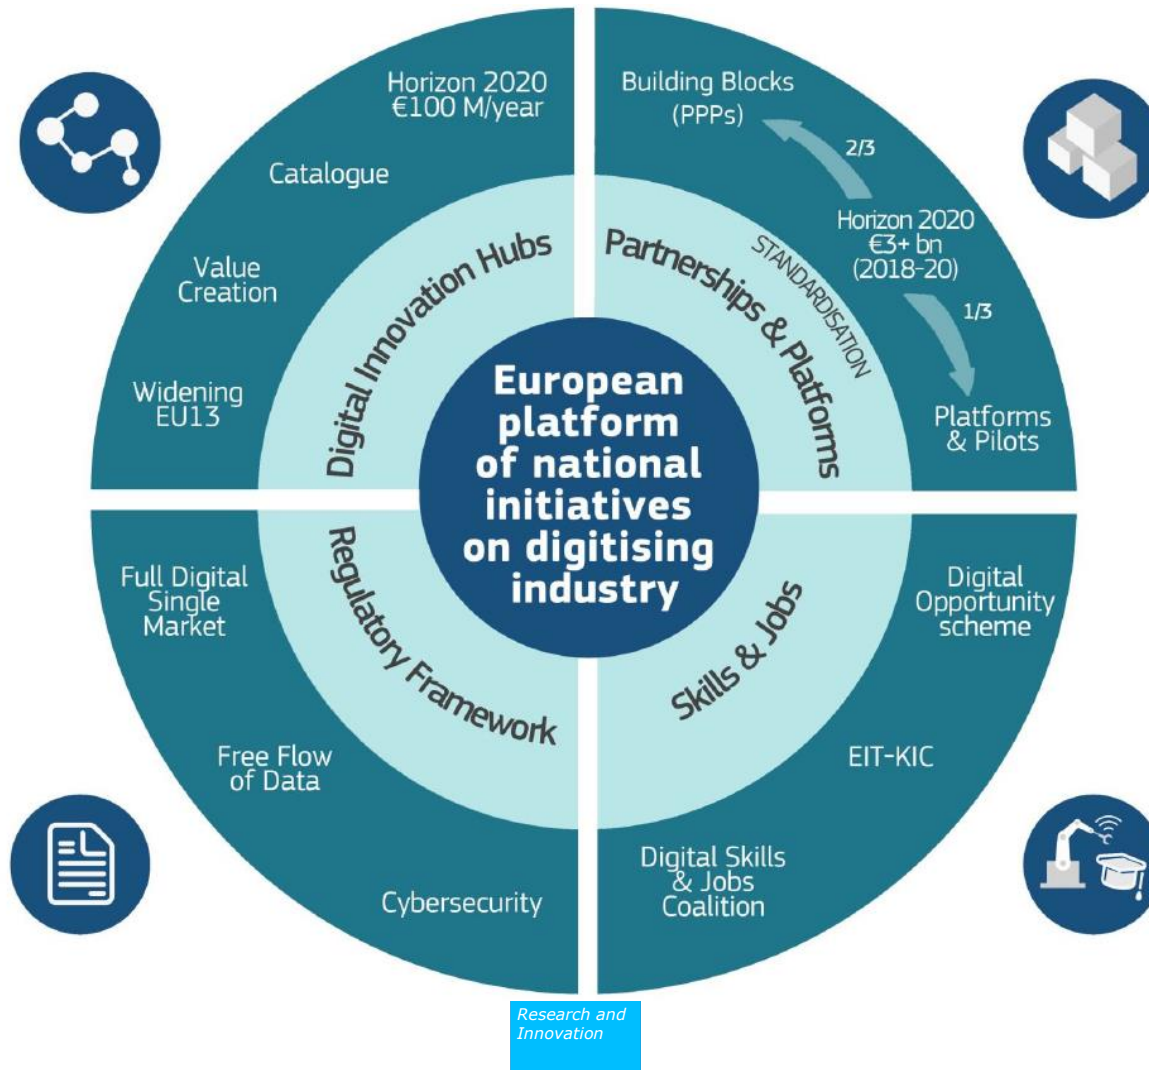 Horizon 2020
€100 M/year
Catalogue
Value
Creation
Widening
EU13
Digital Innovation Hubs
Building Blocks
(PPPs)
2/3
Horizon 2020
€3+ bn
(2018-20)
1/3
Platforms
& Pilots
STANDARDISATION
Partnerships & Platforms
European
platform
of national
initiatives
on digitising
industry
Regulatory Framework
Full Digital
Single
Market
Free Flow
of Data
Cybersecurity
Skills & Jobs
Digital
Opportunity
scheme
EIT-KIC
Digital Skills
& Jobs
Coalition
Research and
Innovation